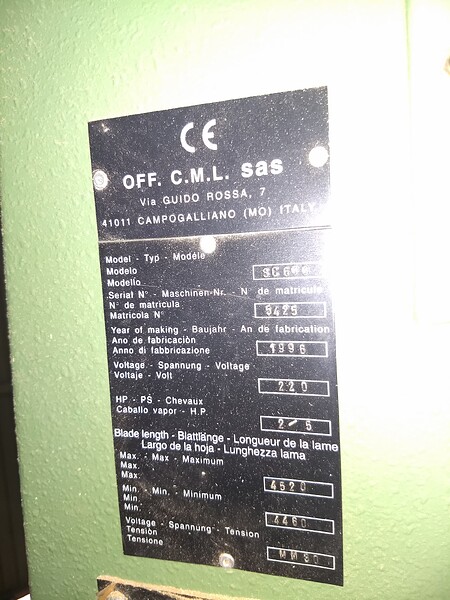 CE
OFF. C.M.L. sas
Via GUIDO ROSSA, 7
41011 CAMPOGALLIANO (MO) ITALY
Model - Typ - Modéle
Modelo
Modello
Serial N° - Maschinen-Nr. - N° de matricule
N° de matricula
Matricola N°
5425
Year of making - Baujahr - An de fabrication
Ano de fabricación
Anno di fabbricazione
1996
Voltage - Spannung - Voltage
Voltaje - Volt
220
HP - PS - Chevaux
Caballo vapor - H.P.
2-5
Blade length - Blattlänge - Longueur de la lame
Largo de la hoja - Lunghezza lama
Max. - Max - Maximum
Max.
Max.
4520
Min. - Min. - Minimum
Min.
Min.
4460
Voltage - Spannung - Tension
Tensión
Tensione